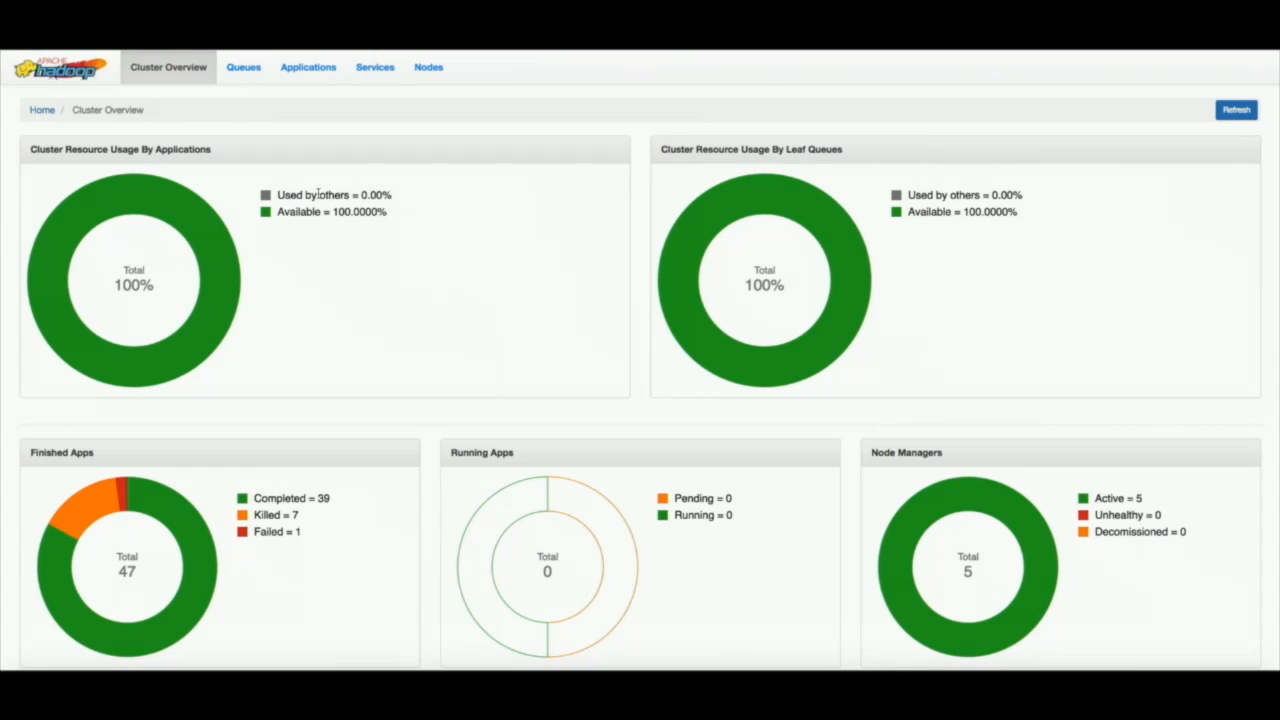 APACHE
hadoop
Cluster Overview
Queues
Applications
Services
Nodes
Home / Cluster Overview
Refresh
Cluster Resource Usage By Applications
Used by others = 0.00%
Available = 100.0000%
Total
100%
Cluster Resource Usage By Leaf Queues
Used by others = 0.00%
Available = 100.0000%
Total
100%
Finished Apps
Completed = 39
Killed = 7
Failed = 1
Total
47
Running Apps
Pending = 0
Running = 0
Total
0
Node Managers
Active = 5
Unhealthy = 0
Decomissioned = 0
Total
5